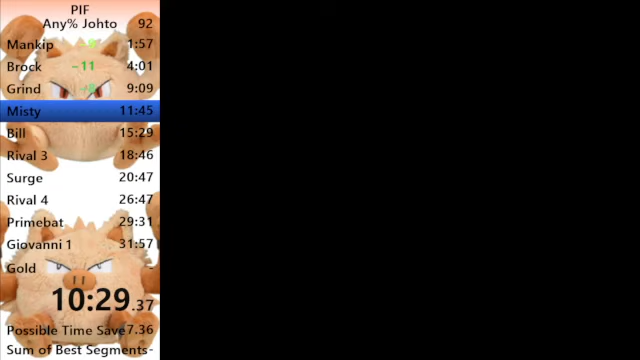 PIF
Any% Johto 92
Mankip 1:57
Brock -11 4:01
Grind 9:09
Misty 11:45
Bill 15:29
Rival 3 18:46
Surge 20:47
Rival 4 26:47
Primebat 29:31
Giovanni 1 31:57
Gold
10:29.37
Possible Time Save 7.36
Sum of Best Segments -